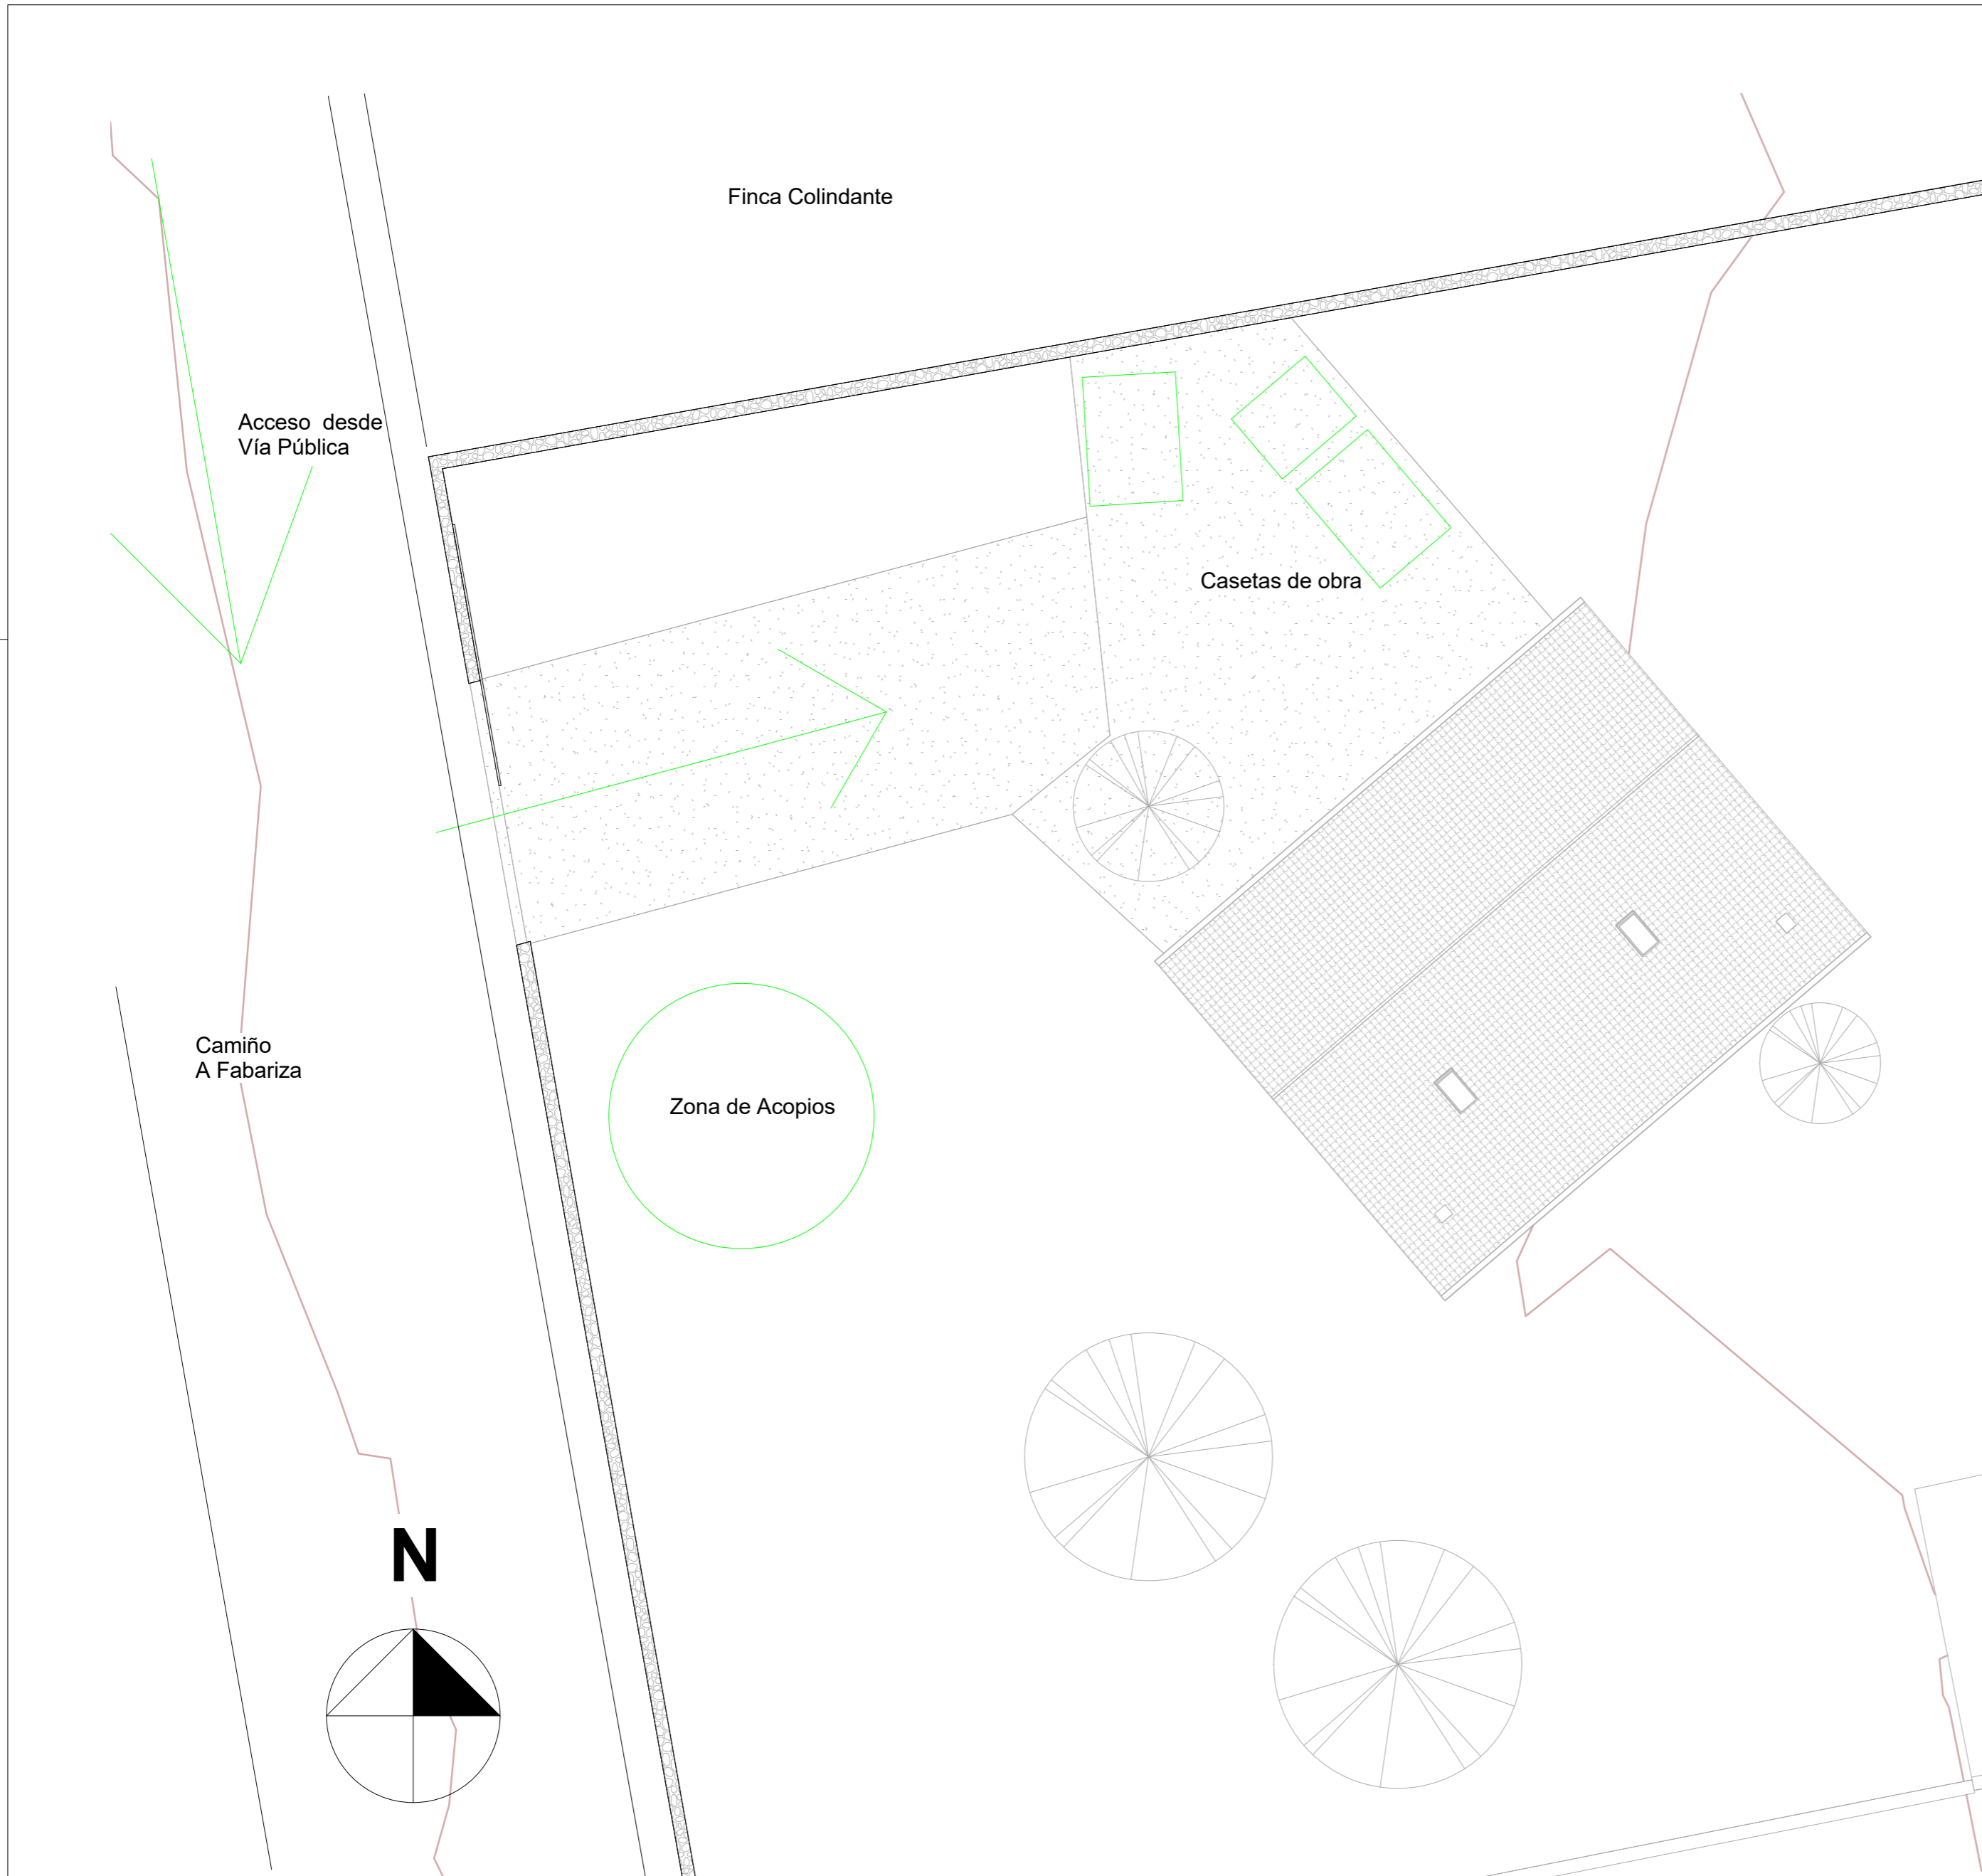 Finca Colindante
Acceso  desde
Vía Pública
Casetas de obra
Camiño
A Fabariza
Zona de Acopios
N